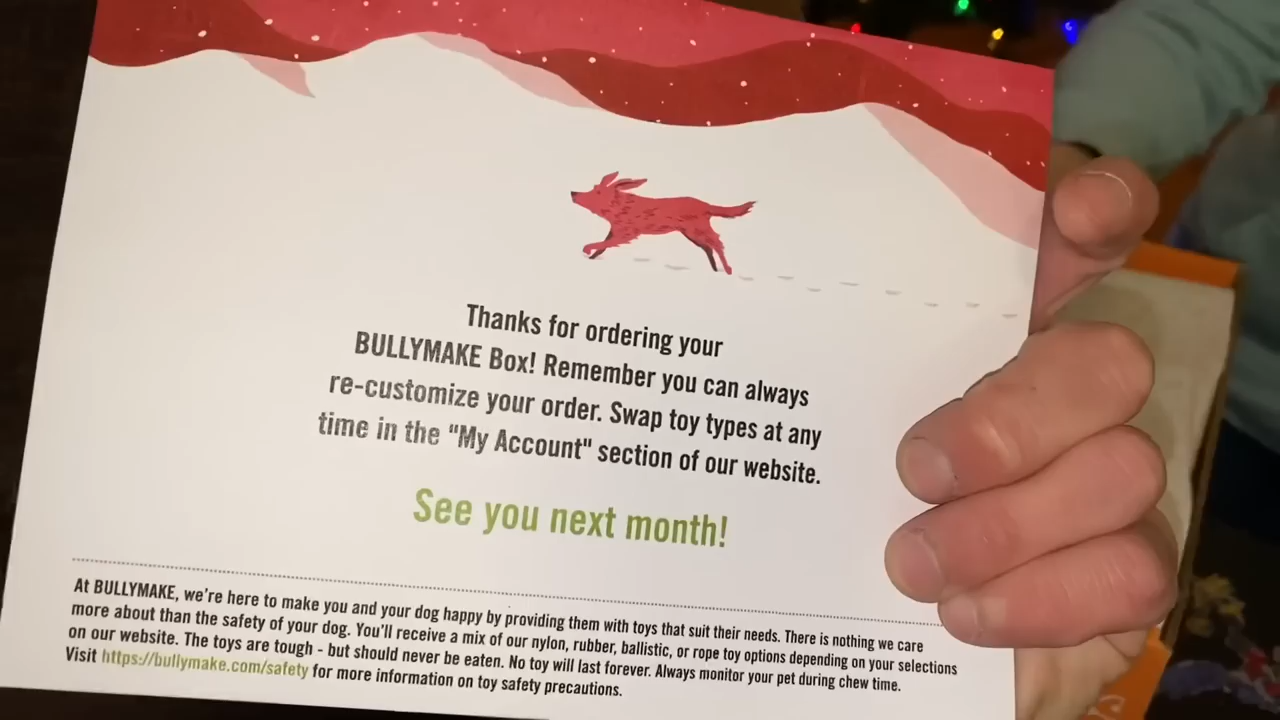 Thanks for ordering your
BULLYMAKE Box! Remember you can always
re-customize your order. Swap toy types at any
time in the "My Account" section of our website.
See you next month!
At BULLYMAKE, we're here to make you and your dog happy by providing them with toys that suit their needs. There is nothing we care
more about than the safety of your dog. You'll receive a mix of our nylon, rubber, ballistic, or rope toy options depending on your selections
on our website. The toys are tough - but should never be eaten. No toy will last forever. Always monitor your pet during chew time.
Visit https://bullymake.com/safety for more information on toy safety precautions.